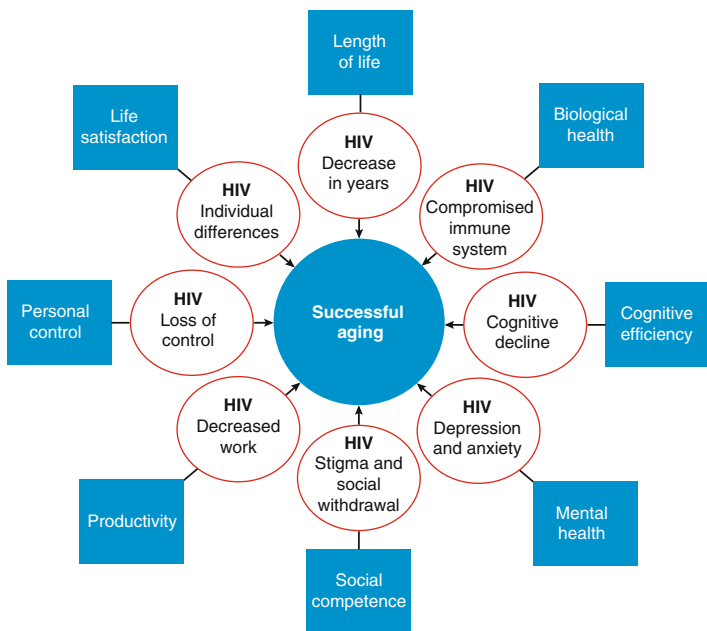 Length
of life
Life
satisfaction
Biological
health
HIV
Decrease
in years
HIV
Individual
differences
HIV
Compromised
immune
system
Successful
aging
Personal
control
HIV
Loss of
control
HIV
Cognitive
decline
Cognitive
efficiency
HIV
Decreased
work
HIV
Depression
and anxiety
HIV
Stigma and
social
withdrawal
Productivity
Mental
health
Social
competence